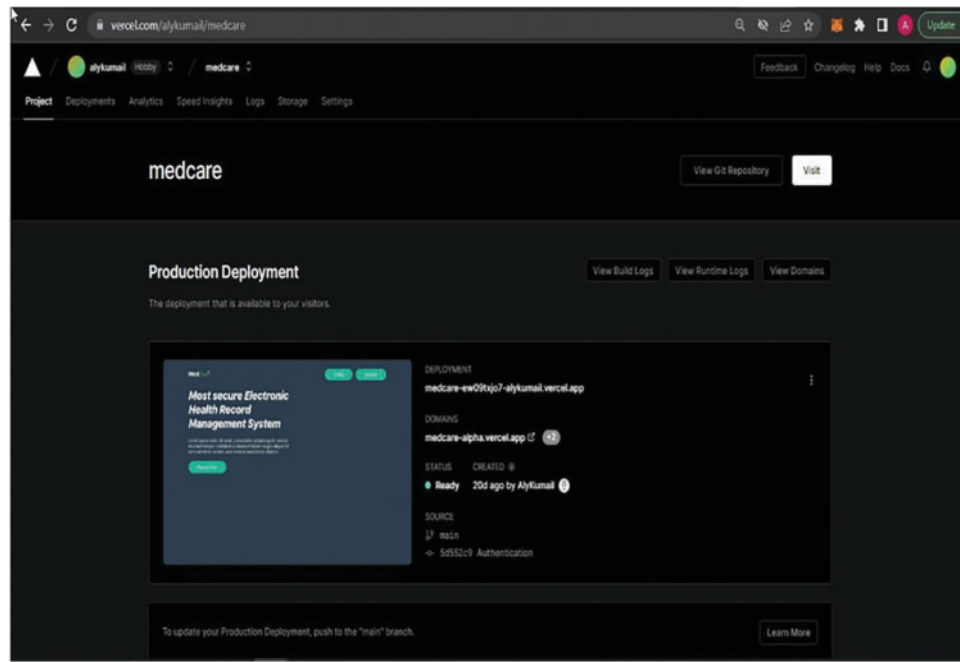 vercel.com/alykumail/medcare
A
Update
alykumail Hobby / medcare
Feedback Changelog Help Docs
Project Deployments Analytics Speed Insights Logs Storage Settings
medcare
View Git Repository
Visit
Production Deployment
View Build Logs
View Runtime Logs
View Domains
The deployment that is available to your visitors.
Most secure Electronic
Health Record
Management System
DEPLOYMENT
medcare-ew09txjo7-alykumail.vercel.app
DOMAINS
medcare-alpha.vercel.app +2
STATUS CREATED
Ready 20d ago by AlyKumail
SOURCE
main
5d552c9 Authentication
To update your Production Deployment, push to the "main" branch.
Learn More